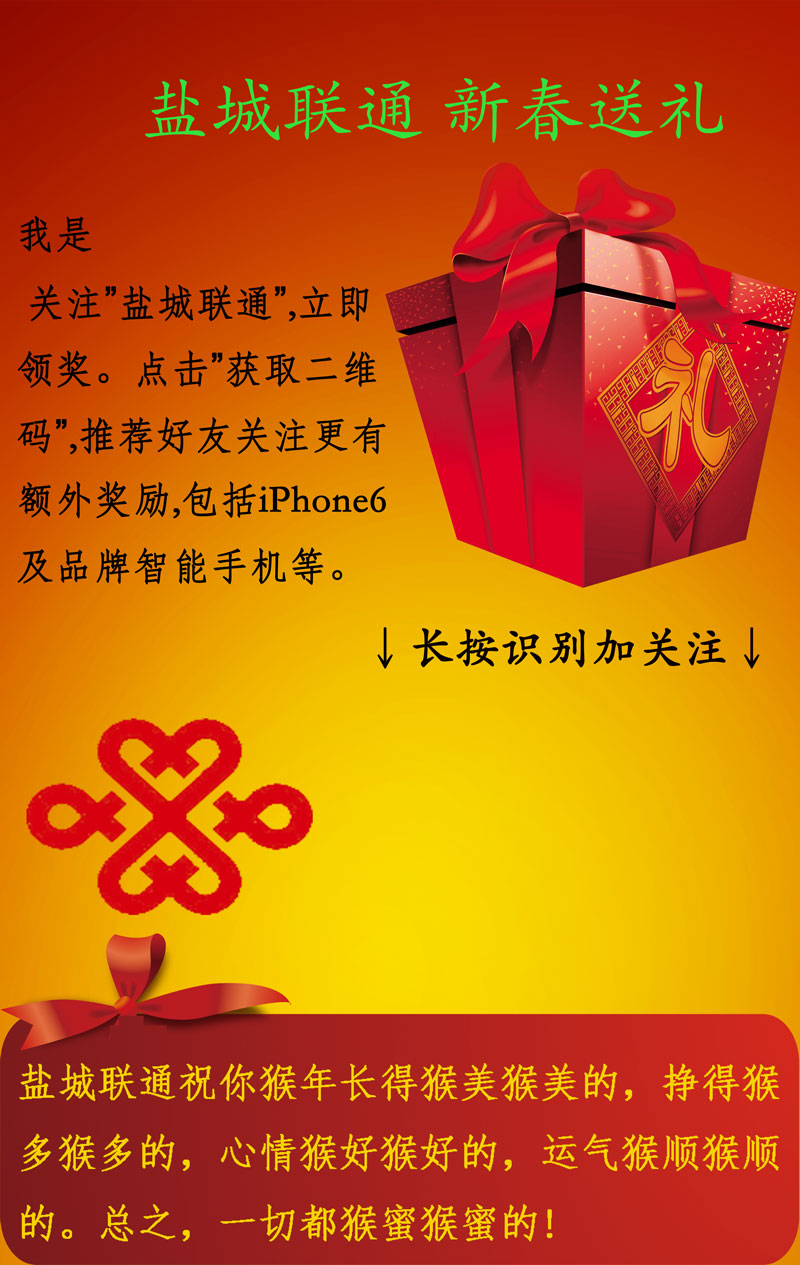 盐城联通 新春送礼
我是
关注”盐城联通”,立即
领奖。点击”获取二维
码”,推荐好友关注更有
额外奖励,包括iPhone6
及品牌智能手机等。
礼
↓长按识别加关注↓
盐城联通祝你猴年长得猴美猴美的，挣得猴
多猴多的，心情猴好猴好的，运气猴顺猴顺
的。总之，一切都猴蜜猴蜜的!